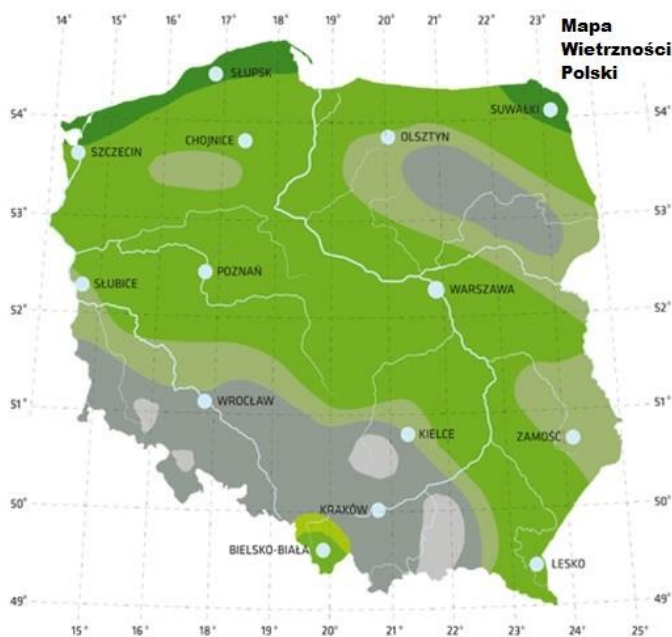 14° 15° 16° 17° 18° 19° 20° 21° 22° 23°
Mapa
Wietrzności
Polski
SŁUPSK
SUWAŁKI
54° 54°
CHOJNICE OLSZTYN
SZCZECIN
53° 53°
POZNAŃ
SŁUBICE WARSZAWA
52° 52°
WROCŁAW
51° 51°
KIELCE ZAMOŚĆ
50° KRAKÓW 50°
BIELSKO-BIAŁA LESKO
49° 49°
15° 16° 17° 18° 19° 20° 21° 22° 23° 24° 25°